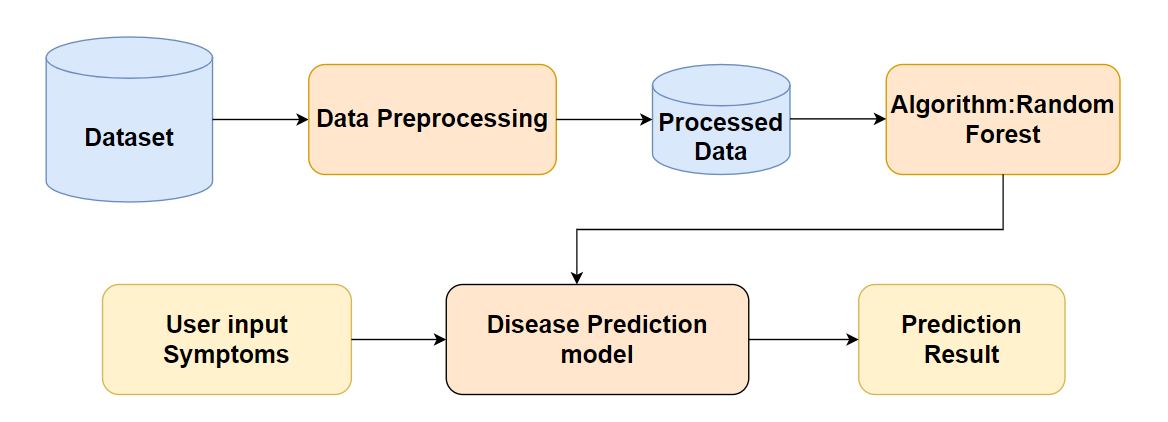 Dataset
Data Preprocessing
Processed
Data
Algorithm:Random
Forest
User input
Symptoms
Disease Prediction
model
Prediction
Result